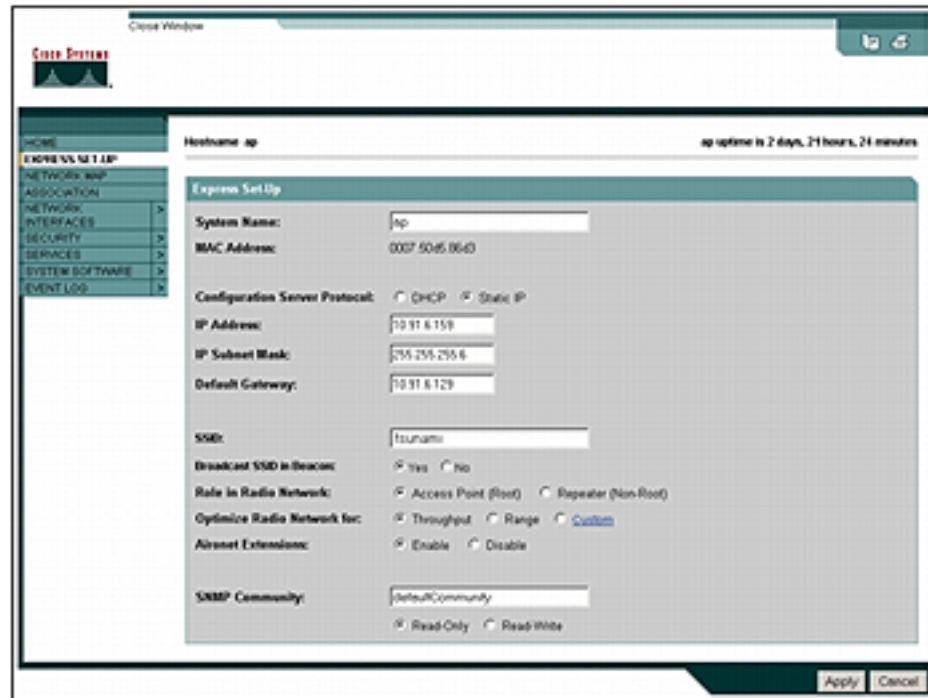 Close Window
CISCO SYSTEMS
HOME
EXPRESS SET-UP
NETWORK MAP
ASSOCIATION
NETWORK
INTERFACES
SECURITY
SERVICES
SYSTEM SOFTWARE
EVENT LOG
Hostname ap
ap uptime is 2 days, 21 hours, 24 minutes
Express Set-Up
System Name: ap
MAC Address: 0007.50d5.86d3
Configuration Server Protocol: DHCP Static IP
IP Address: 10.91.6.159
IP Subnet Mask: 255.255.255.6
Default Gateway: 10.91.6.129
SSID: tsunami
Broadcast SSID in Beacon: Yes No
Role in Radio Network: Access Point (Root) Repeater (Non-Root)
Optimize Radio Network for: Throughput Range Custom
Aironet Extensions: Enable Disable
SNMP Community: defaultCommunity
Read-Only Read-Write
Apply Cancel